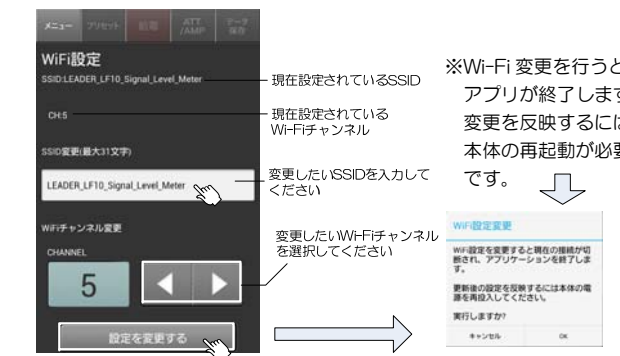 メニュー
プリセット
ATT
/AMP
データ
保存
WiFi設定
SSID:LEADER_LF10_Signal_Level_Meter
CH:5
SSID変更(最大31文字)
LEADER_LF10_Signal_Level_Meter
WiFiチャンネル変更
CHANNEL
5
設定を変更する
現在設定されているSSID
現在設定されている
Wi-Fiチャンネル
変更したいSSIDを入力して
ください
変更したいWi-Fiチャンネル
を選択してください
※Wi-Fi 変更を行うと
アプリが終了します
変更を反映するには
本体の再起動が必要
です。
WiFi設定変更
WiFi設定を変更すると現在の接続が切
断され、アプリケーションを終了しま
す。
更新後の設定を反映するには本体の電
源を再投入してください。
実行しますか?
キャンセル
OK